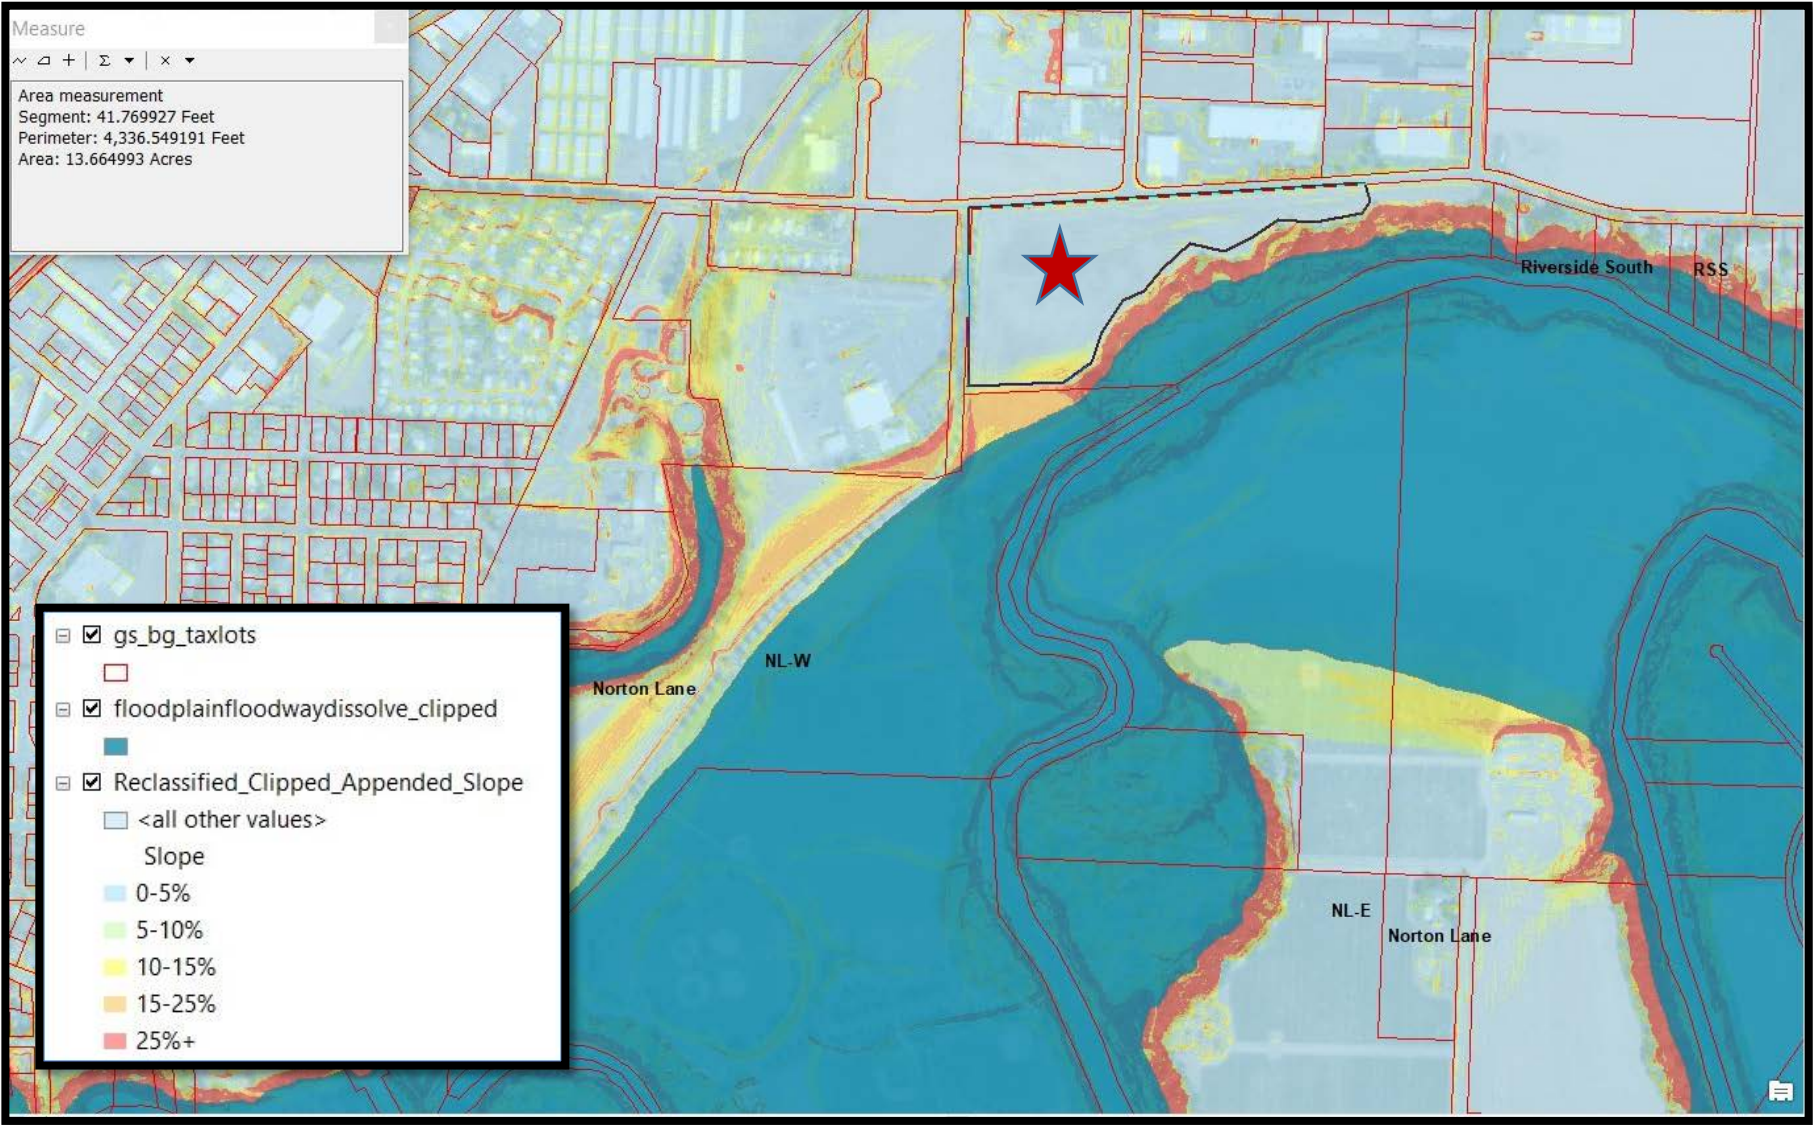 Measure
Area measurement
Segment: 41.769927 Feet
Perimeter: 4,336.549191 Feet
Area: 13.664993 Acres
Riverside South
RSS
NL-W
Norton Lane
NL-E
Norton Lane
gs_bg_taxlots
floodplainfloodwaydissolve_clipped
Reclassified_Clipped_Appended_Slope
<all other values>
Slope
0-5%
5-10%
10-15%
15-25%
25%+